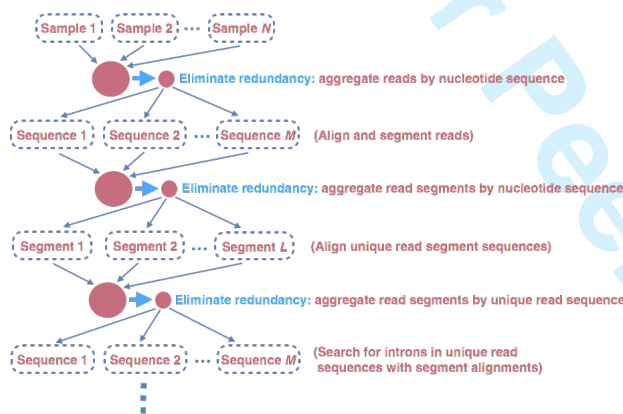 Sample 1 Sample 2 ... Sample N
Eliminate redundancy: aggregate reads by nucleotide sequence
Sequence 1 Sequence 2 ... Sequence M (Align and segment reads)
Eliminate redundancy: aggregate read segments by nucleotide sequence
Segment 1 Segment 2 ... Segment L (Align unique read segment sequences)
Eliminate redundancy: aggregate read segments by unique read sequence
Sequence 1 Sequence 2 ... Sequence M (Search for introns in unique read
sequences with segment alignments)
r Pee